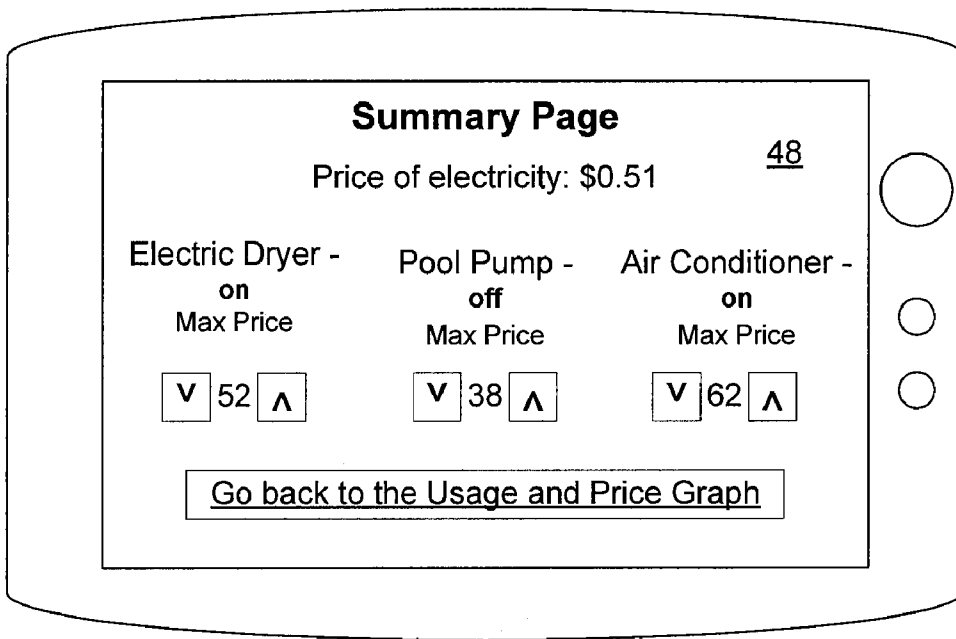 Summary Page
48
Price of electricity: $0.51
Electric Dryer -
on
Max Price
V 52 Λ
Pool Pump -
off
Max Price
V 38 Λ
Air Conditioner -
on
Max Price
V 62 Λ
Go back to the Usage and Price Graph